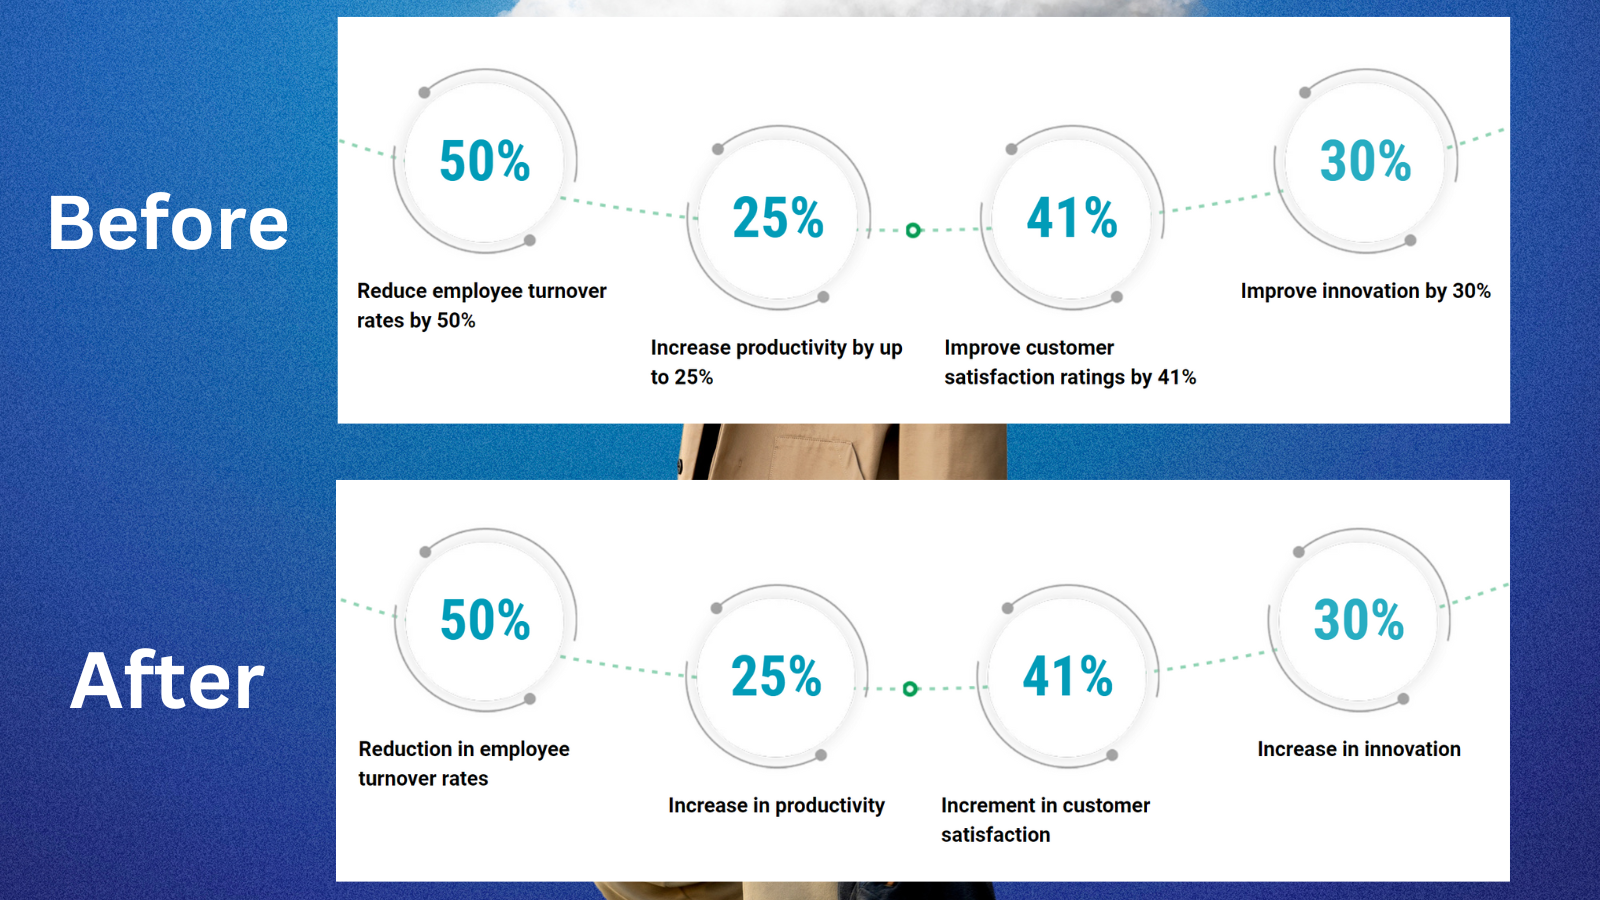 Before
50%
Reduce employee turnover
rates by 50%
25%
Increase productivity by up
to 25%
41%
Improve customer
satisfaction ratings by 41%
30%
Improve innovation by 30%
After
50%
Reduction in employee
turnover rates
25%
Increase in productivity
41%
Increment in customer
satisfaction
30%
Increase in innovation